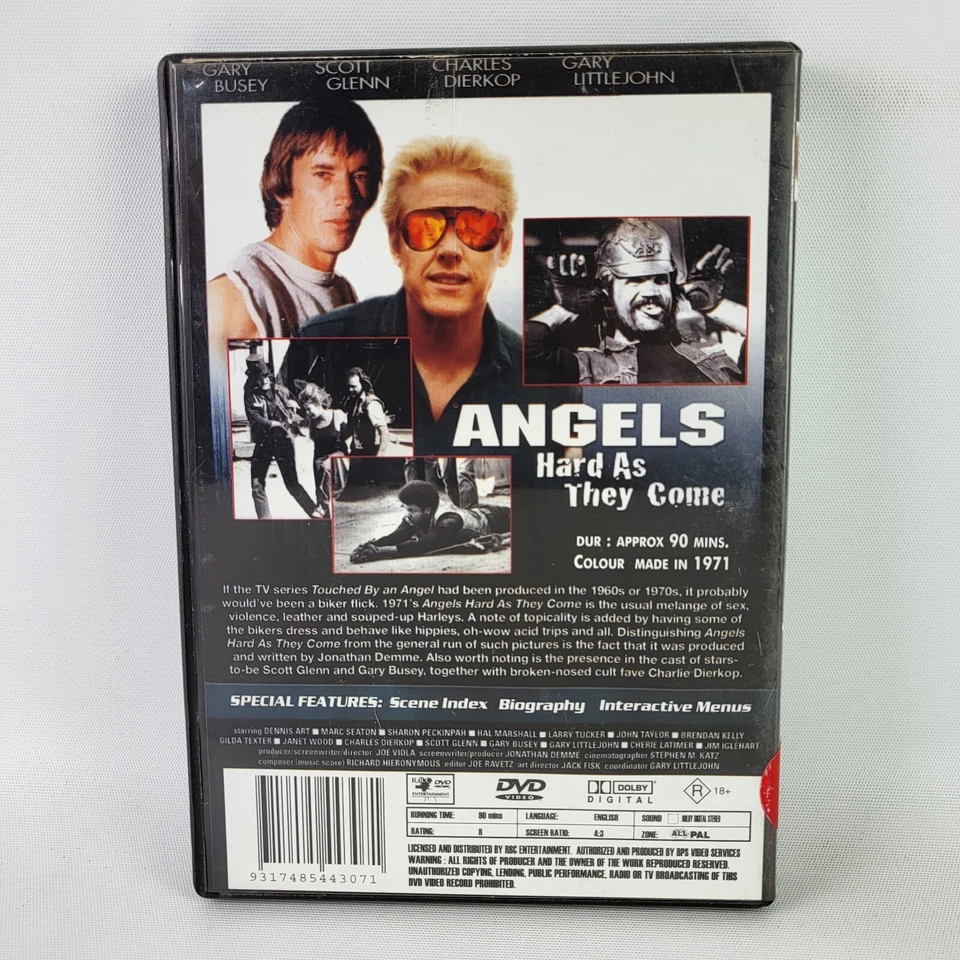 GARY BUSEY SCOTT GLENN CHARLES DIERKOP GARY LITTLEJOHN
ANGELS
Hard As
They Come
DUR : APPROX 90 MINS.
COLOUR MADE IN 1971
If the TV series Touched By an Angel had been produced in the 1960s or 1970s, it probably
would've been a biker flick. 1971's Angels Hard As They Come is the usual melange of sex,
violence, leather and souped-up Harleys. A note of topicality is added by having some of
the bikers dress and behave like hippies, oh-wow acid trips and all. Distinguishing Angels
Hard As They Come from the general run of such pictures is the fact that it was produced
and written by Jonathan Demme. Also worth noting is the presence in the cast of stars-
to-be Scott Glenn and Gary Busey, together with broken-nosed cult fave Charlie Dierkop.
SPECIAL FEATURES: Scene Index Biography Interactive Menus
starring DENNIS ART ■ MARC SEATON ■ SHARON PECKINPAH ■ HAL MARSHALL ■ LARRY TUCKER ■ JOHN TAYLOR ■ BRENDAN KELLY
GILDA TEXTER ■ JANET WOOD ■ CHARLES DIERKOP ■ SCOTT GLENN ■ GARY BUSEY ■ GARY LITTLEJOHN ■ CHERIE LATIMER ■ JIM IGLEHART
producer/screenwriter/director JOE VIOLA screenwriter/producer JONATHAN DEMME cinematographer STEPHEN M. KATZ
composer (music score) RICHARD HIERONYMOUS editor JOE RAVETZ art director JACK FISK coordinator GARY LITTLEJOHN
DVD
ENTERTAINMENT
DVD
VIDEO
DOLBY
DIGITAL
R 18+
RUNNING TIME: 90 mins LANGUAGE: ENGLISH SOUND DOLBY DIGITAL STEREO
RATING: R SCREEN RATIO: 4:3 ZONE: ALL PAL
LICENSED AND DISTRIBUTED BY RBC ENTERTAINMENT. AUTHORIZED AND PRODUCED BY BPS VIDEO SERVICES
WARNING : ALL RIGHTS OF PRODUCER AND THE OWNER OF THE WORK REPRODUCED RESERVED.
UNAUTHORIZED COPYING, LENDING, PUBLIC PERFORMANCE, RADIO OR TV BROADCASTING OF THIS
DVD VIDEO RECORD PROHIBITED.
9317485443071